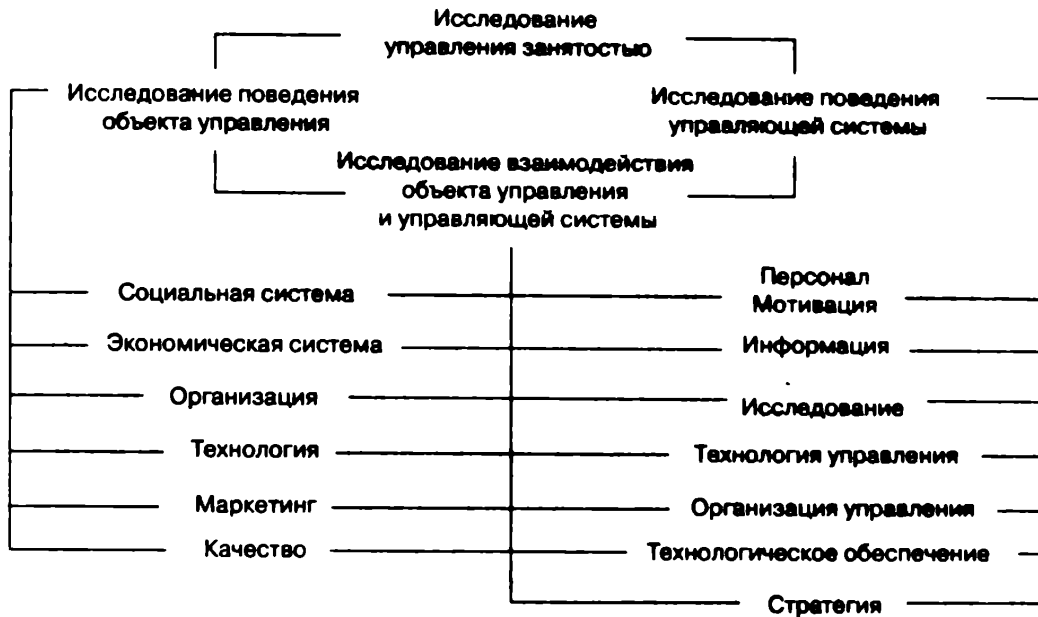 Исследование
управления занятостью
Исследование поведения
объекта управления
Исследование поведения
управляющей системы
Исследование взаимодействия
объекта управления
и управляющей системы
Социальная система
Персонал
Мотивация
Экономическая система
Информация
Организация
Исследование
Технология
Технология управления
Маркетинг
Организация управления
Качество
Технологическое обеспечение
Стратегия